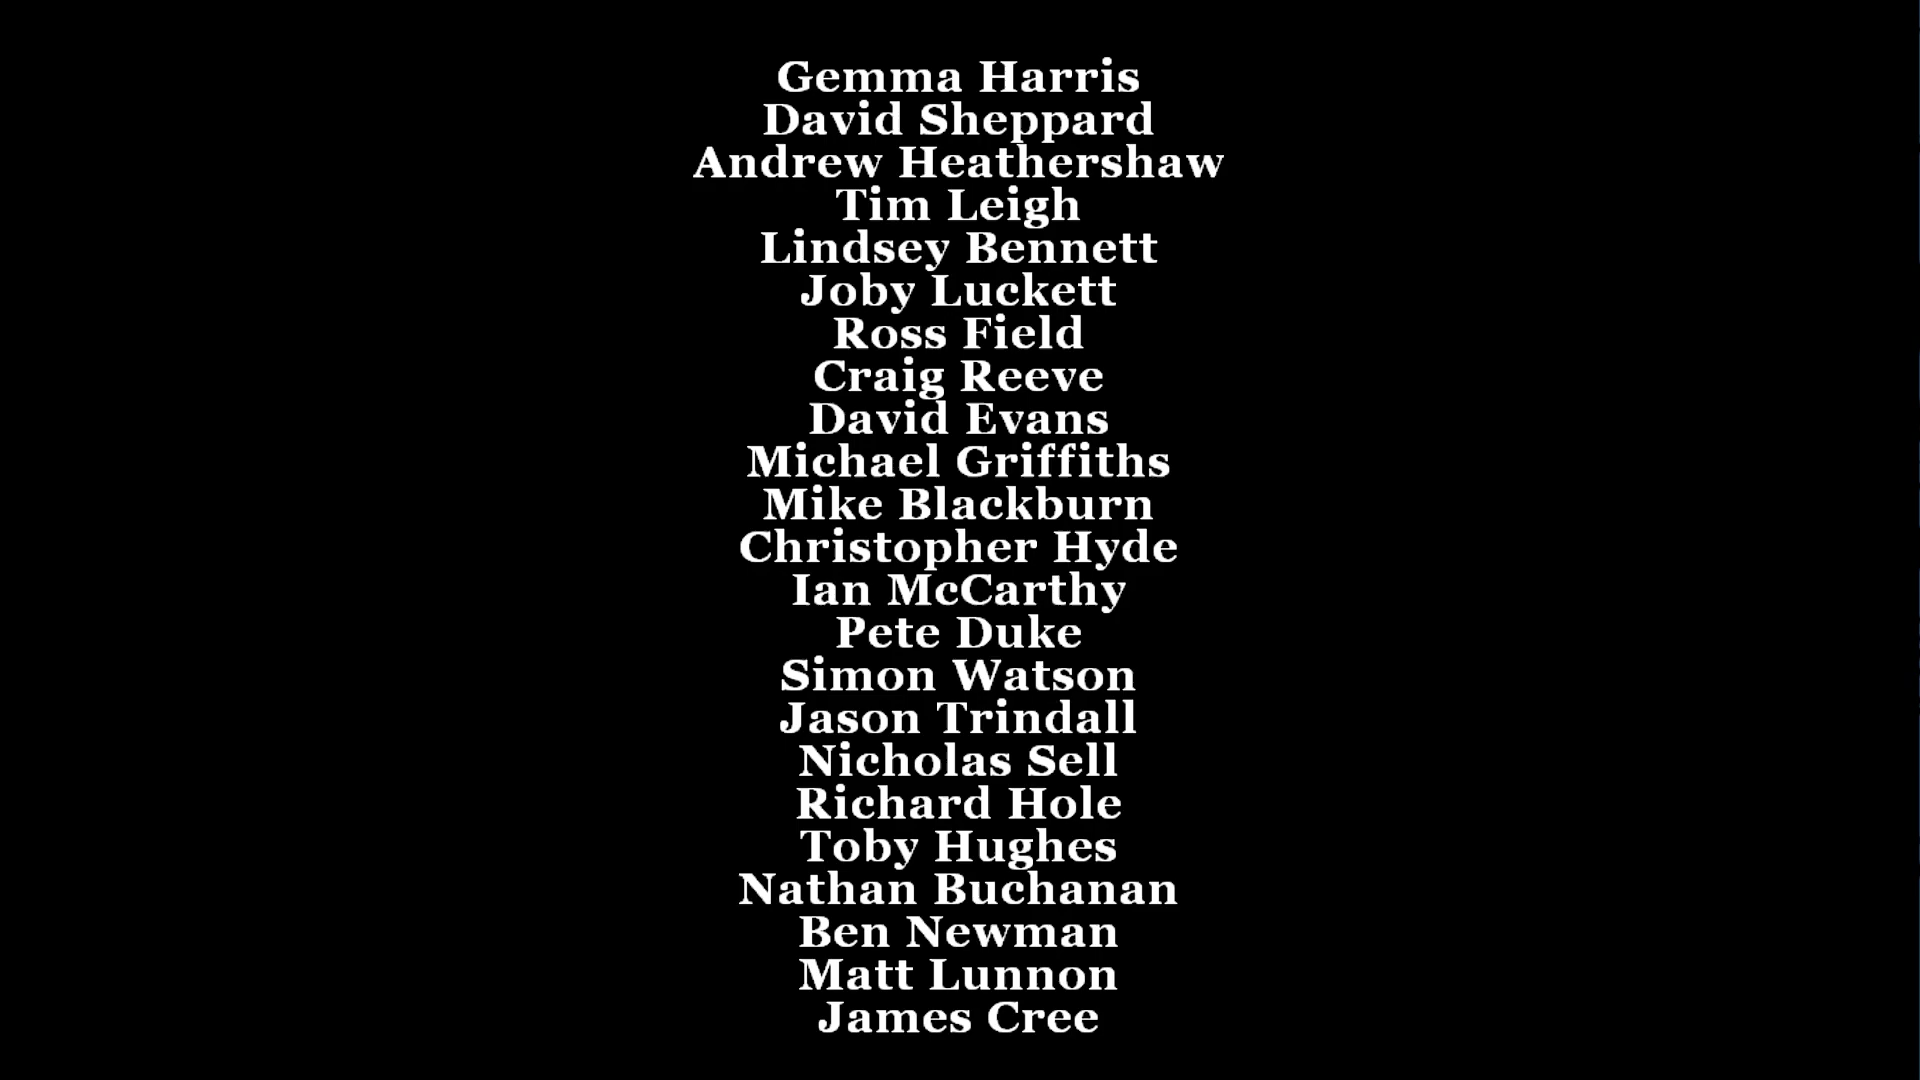 Gemma Harris
David Sheppard
Andrew Heathershaw
Tim Leigh
Lindsey Bennett
Joby Luckett
Ross Field
Craig Reeve
David Evans
Michael Griffiths
Mike Blackburn
Christopher Hyde
Ian McCarthy
Pete Duke
Simon Watson
Jason Trindall
Nicholas Sell
Richard Hole
Toby Hughes
Nathan Buchanan
Ben Newman
Matt Lunnon
James Cree